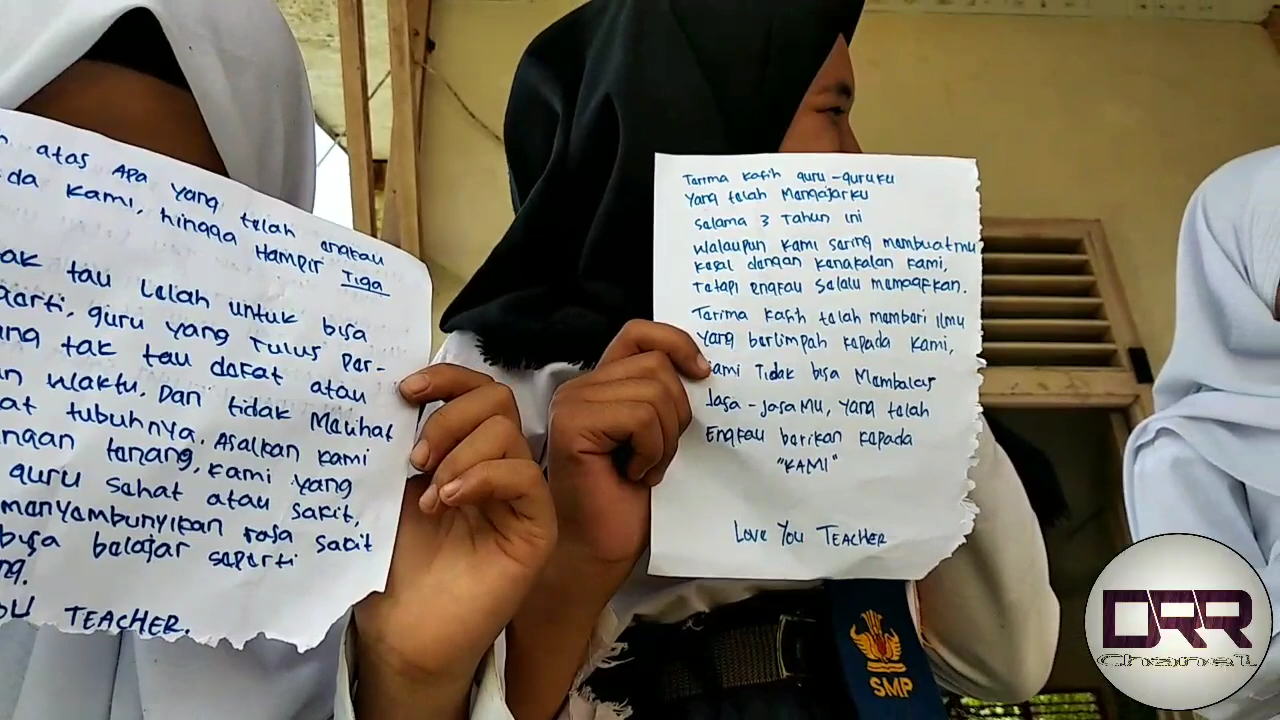 atas APA yang telah engkau
da kami, hingga Hampir Tiga
ak tau Lelah untuk bisa
arti, guru yang Tulus Per-
ang tak tau dekat atau
n waktu. Dan tidak Melihat
at tubuhnya. Asalkan kami
ngan tenang, kami yang
guru sehat atau sakit,
menyembunyikan rasa sakit
bisa belajar seperti
ng.
OU TEACHER.
Terima Kasih guru-guruku
Yang telah Mengajarku
Selama 3 Tahun ini
Walaupun kami sering membuatmu
kesal dengan kenakalan kami,
Tetapi engkau Selalu memaafkan.
Terima Kasih telah memberi Ilmu
Yang berlimpah kepada kami,
Kami Tidak bisa Membalas
Jasa-jasaMU, Yang telah
Engkau berikan kepada
"KAMI"
Love You TEACHER
SMP
DRR
Chanel